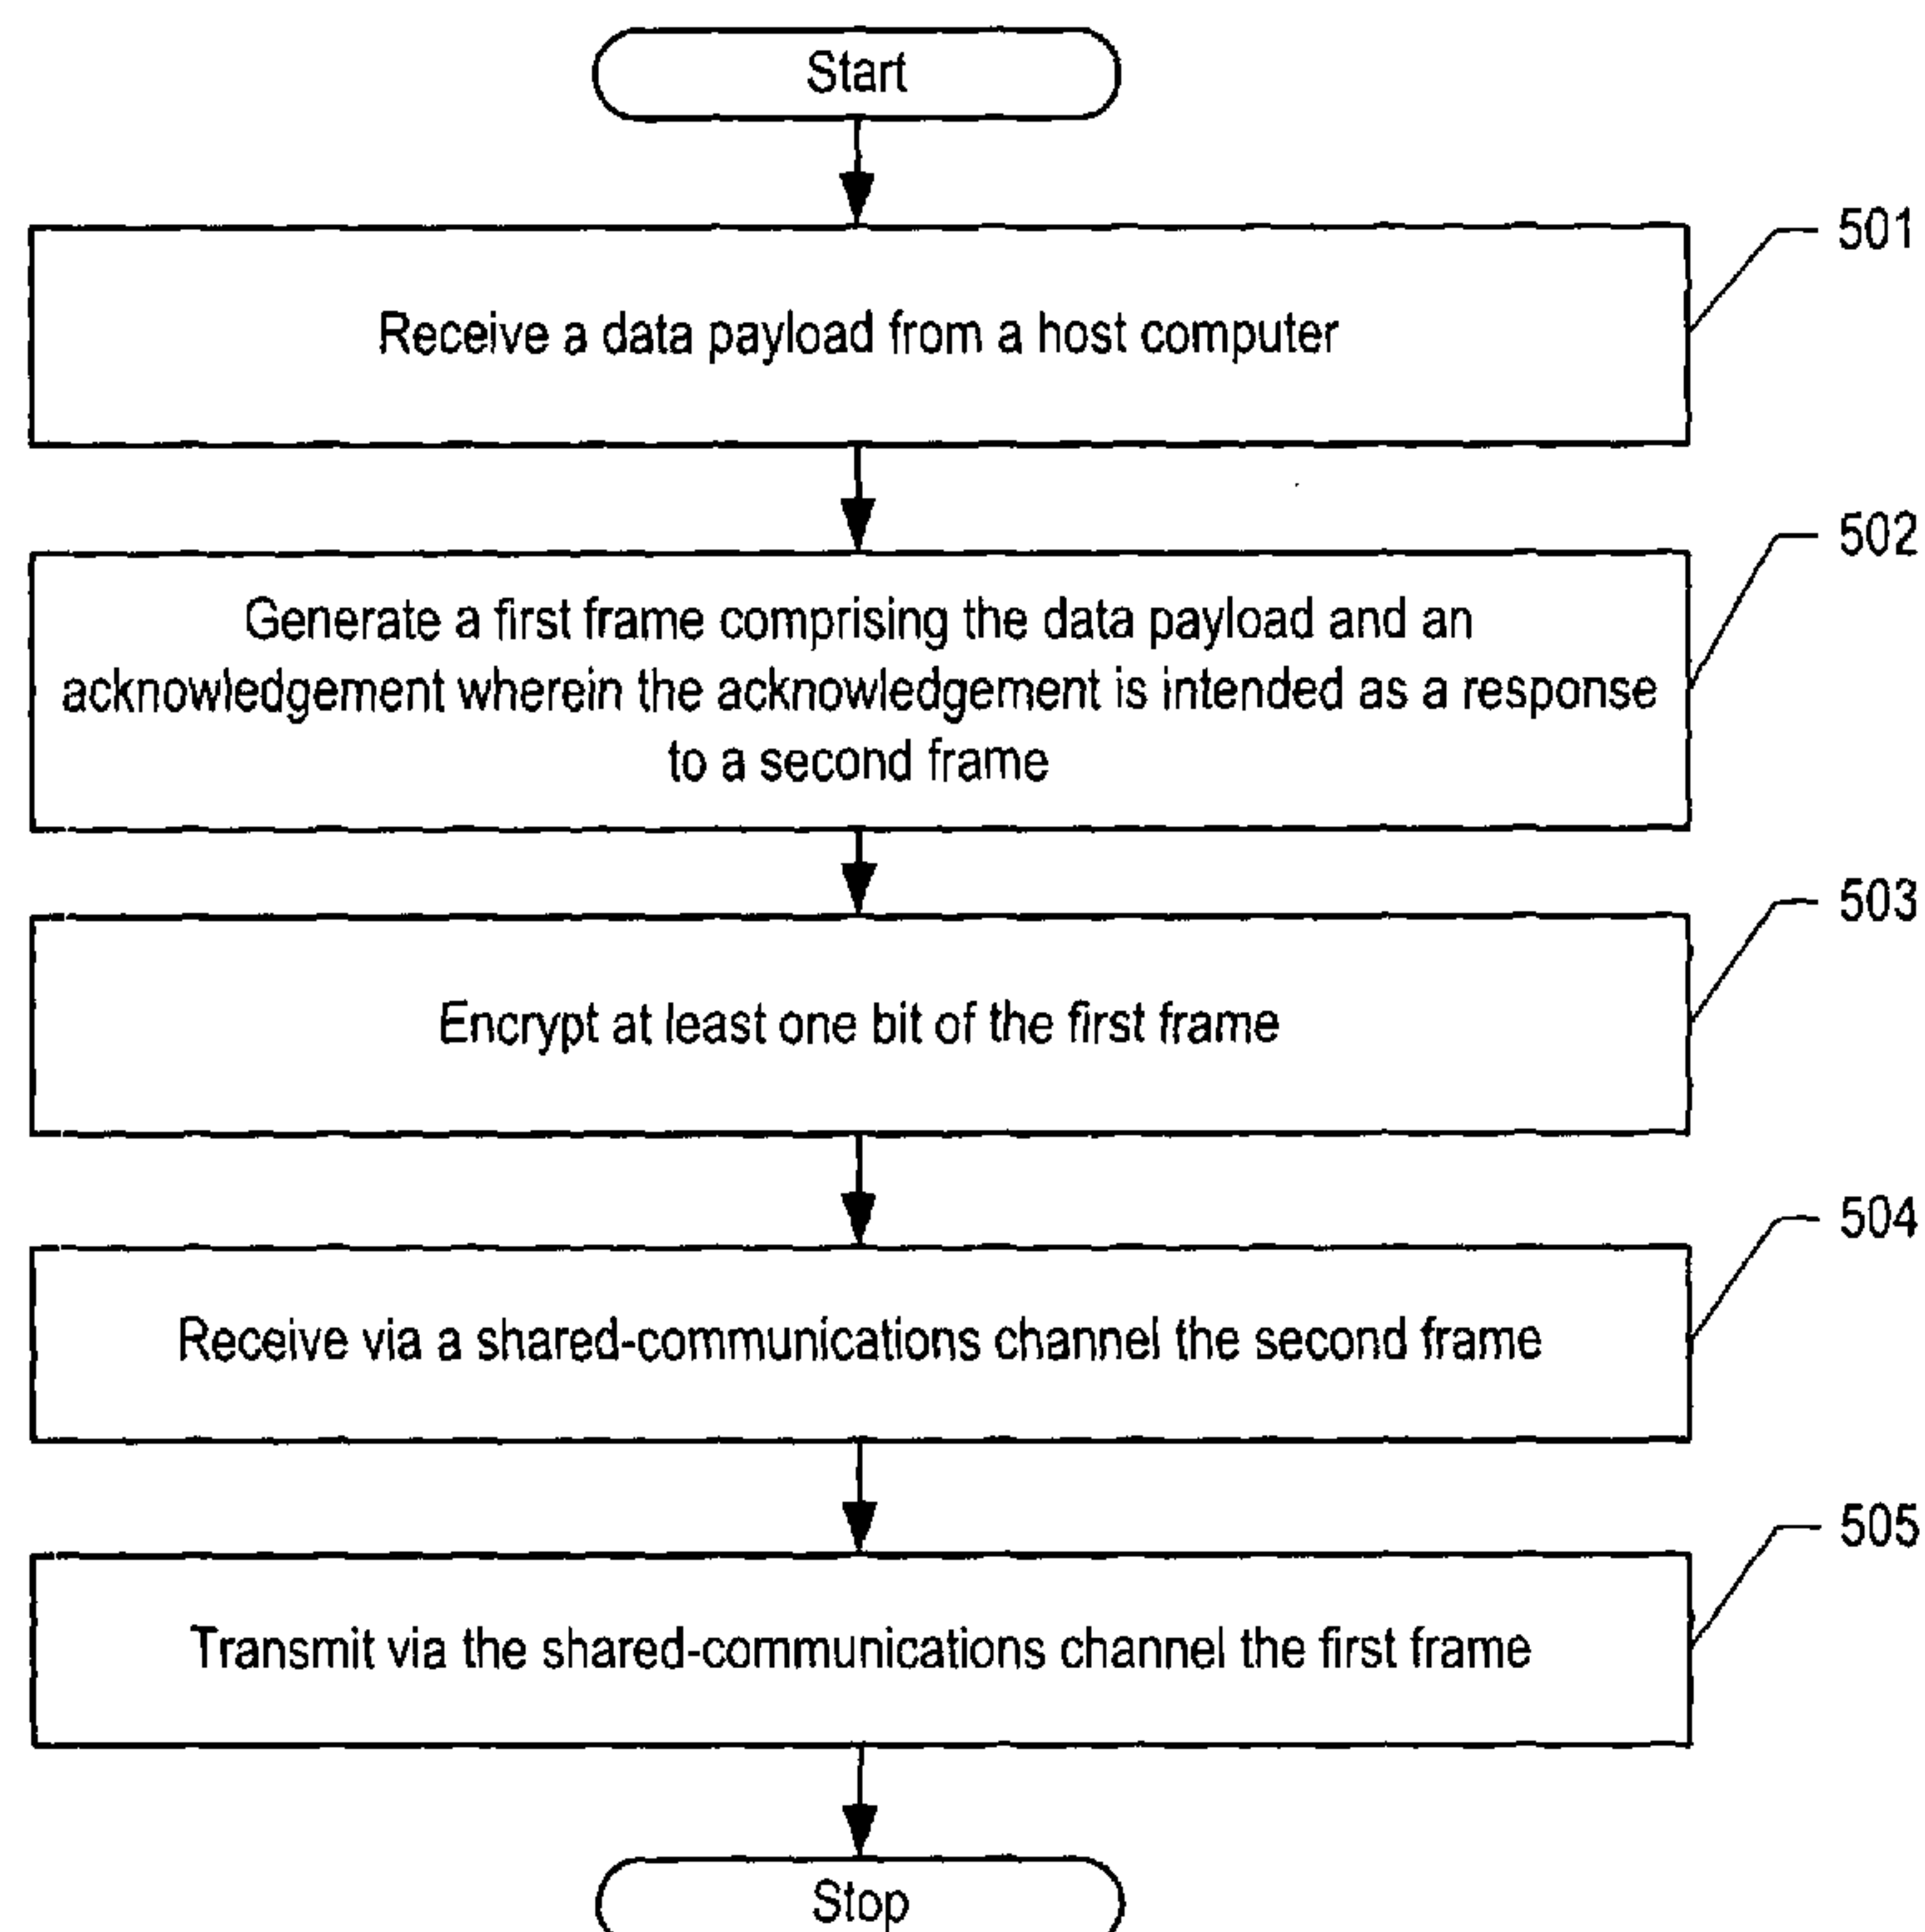 Start
501
Receive a data payload from a host computer
502
Generate a first frame comprising the data payload and an
acknowledgement wherein the acknowledgement is intended as a response
to a second frame
503
Encrypt at least one bit of the first frame
504
Receive via a shared-communications channel the second frame
505
Transmit via the shared-communications channel the first frame
Stop